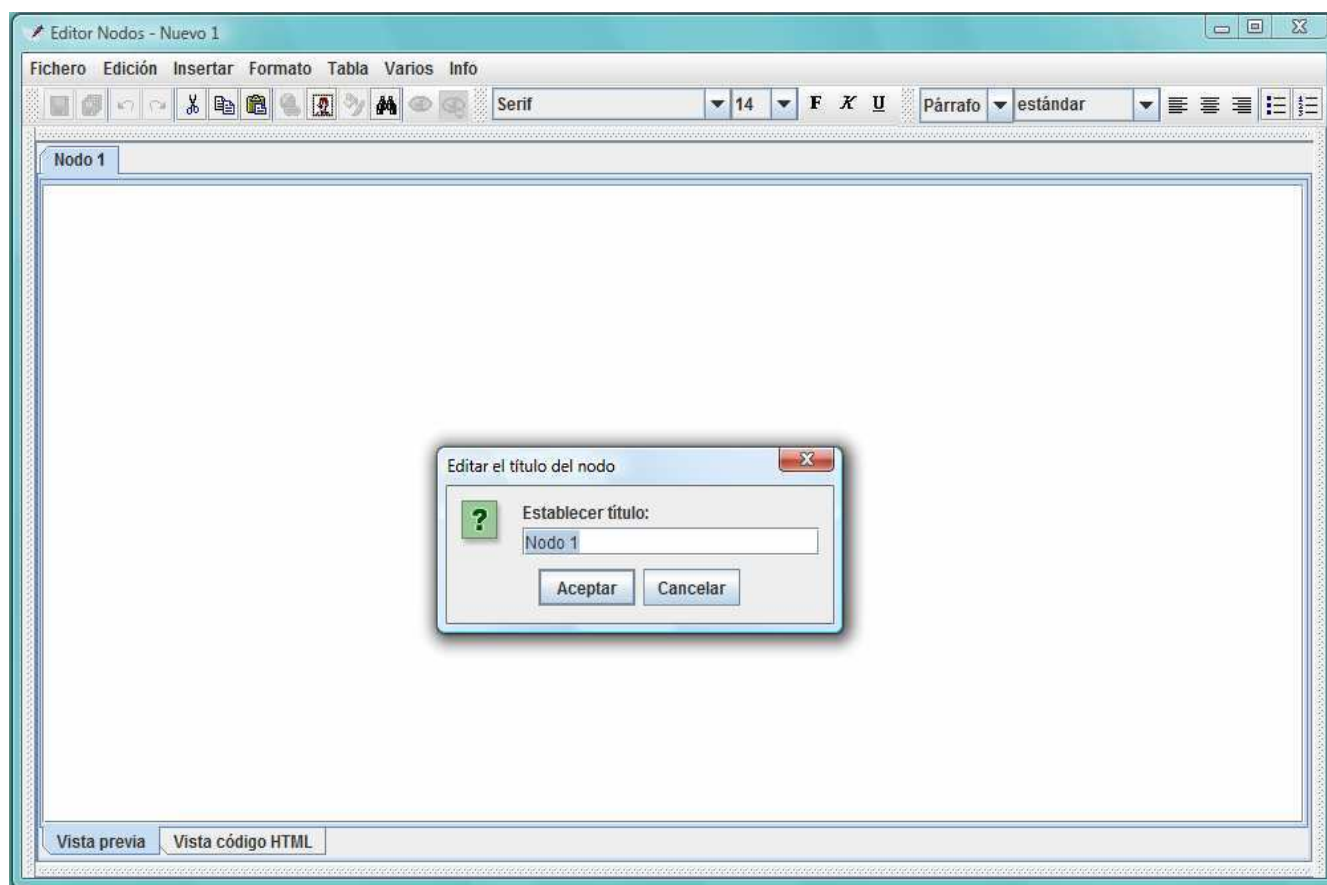 Editor Nodos - Nuevo 1
Fichero Edición Insertar Formato Tabla Varios Info
Serif 14 F K U Párrafo estándar
Nodo 1
Editar el título del nodo
Establecer título:
Nodo 1
Aceptar Cancelar
Vista previa Vista código HTML